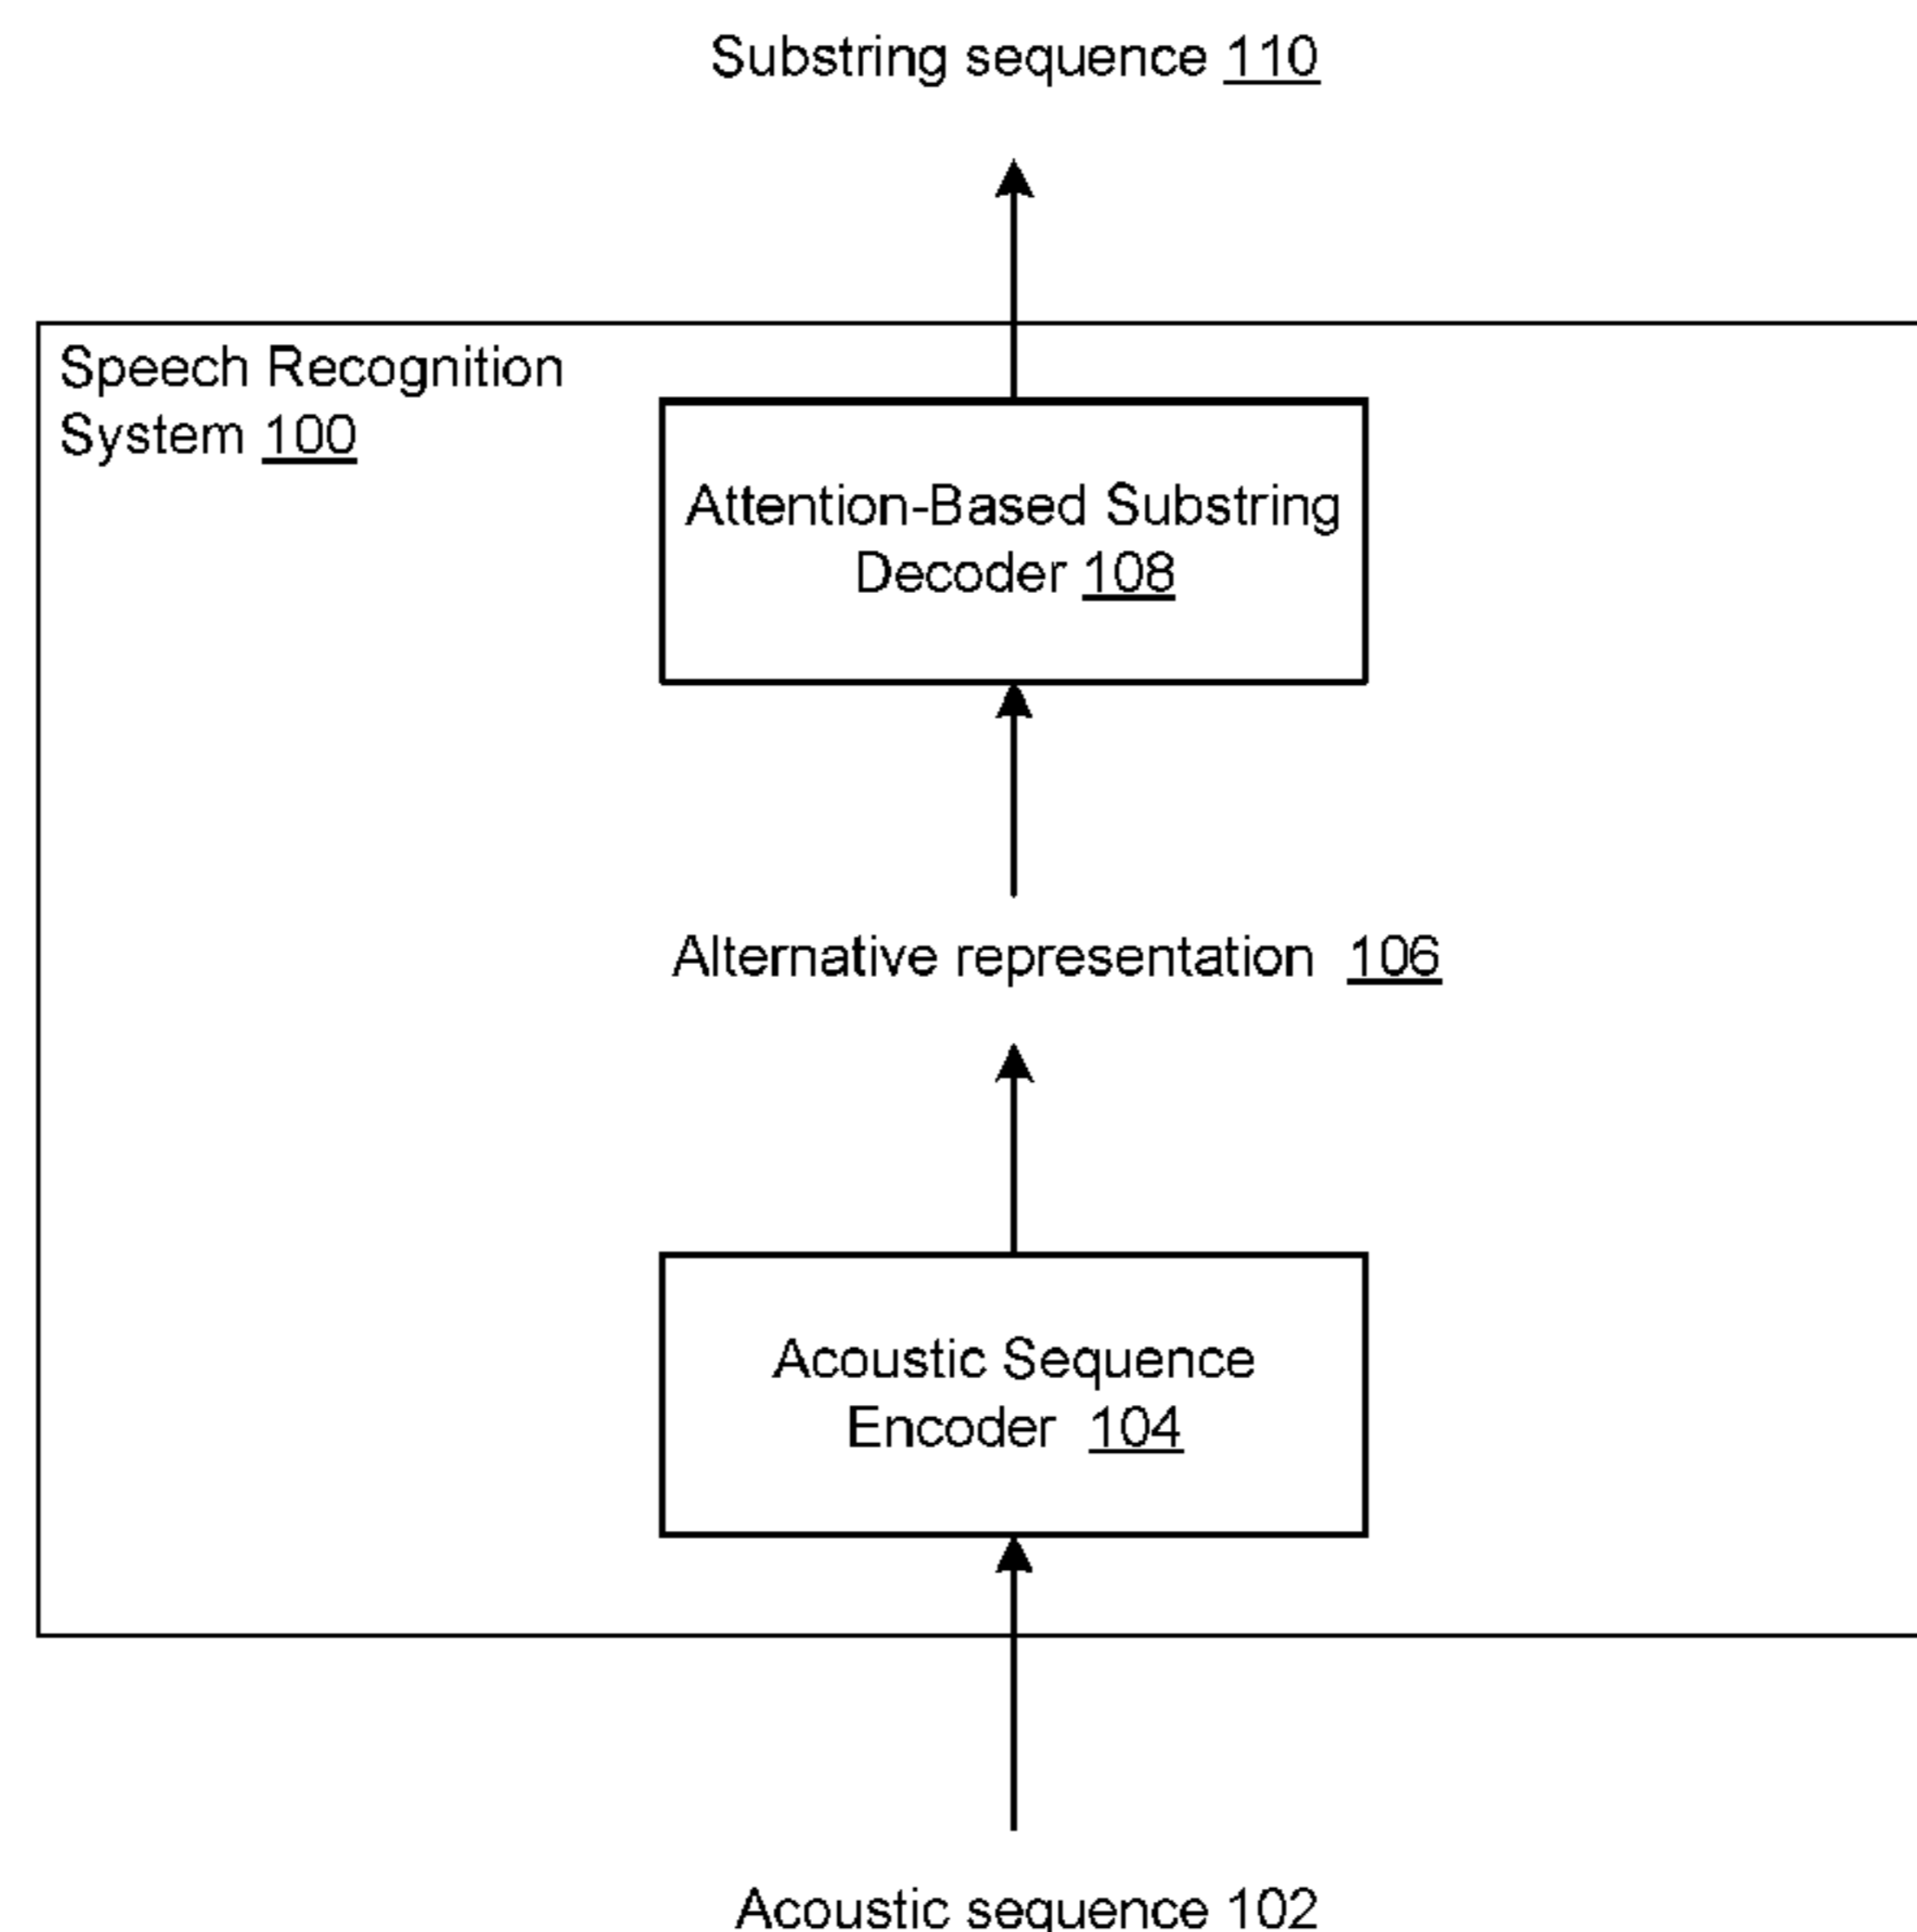 Substring sequence 110
Speech Recognition
System 100
Attention-Based Substring
Decoder 108
Alternative representation 106
Acoustic Sequence
Encoder 104
Acoustic sequence 102